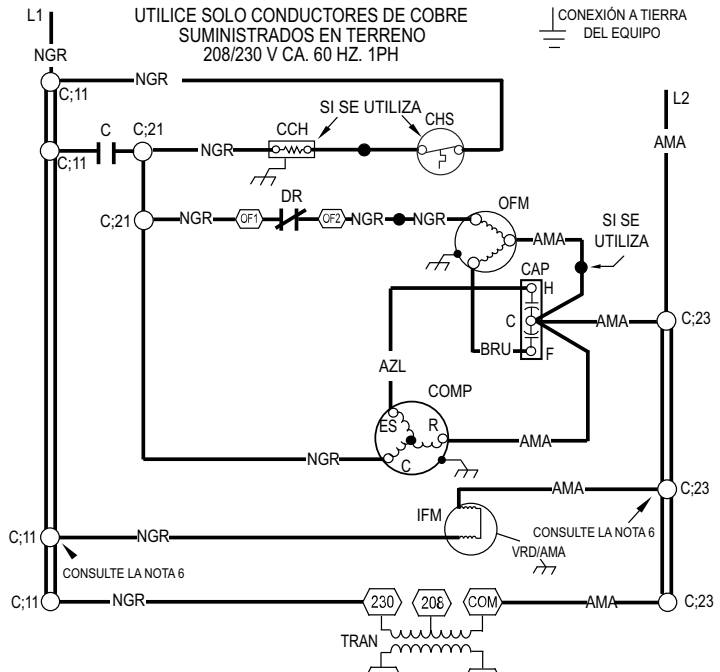 L1
UTILICE SOLO CONDUCTORES DE COBRE
SUMINISTRADOS EN TERRENO
208/230 V CA. 60 HZ. 1PH
CONEXIÓN A TIERRA
DEL EQUIPO
NGR
C;11
NGR
L2
SI SE UTILIZA
CCH
CHS
C;11
C
C;21
NGR
AMA
C;21
NGR
OF1
DR
OF2
NGR
NGR
OFM
AMA
SI SE
UTILIZA
CAP
H
C
AMA
C;23
BRU
F
AZL
COMP
ES
R
AMA
NGR
C
AMA
C;23
IFM
C;11
NGR
VRD/AMA
CONSULTE LA NOTA 6
CONSULTE LA NOTA 6
C;11
NGR
230
208
COM
AMA
C;23
TRAN